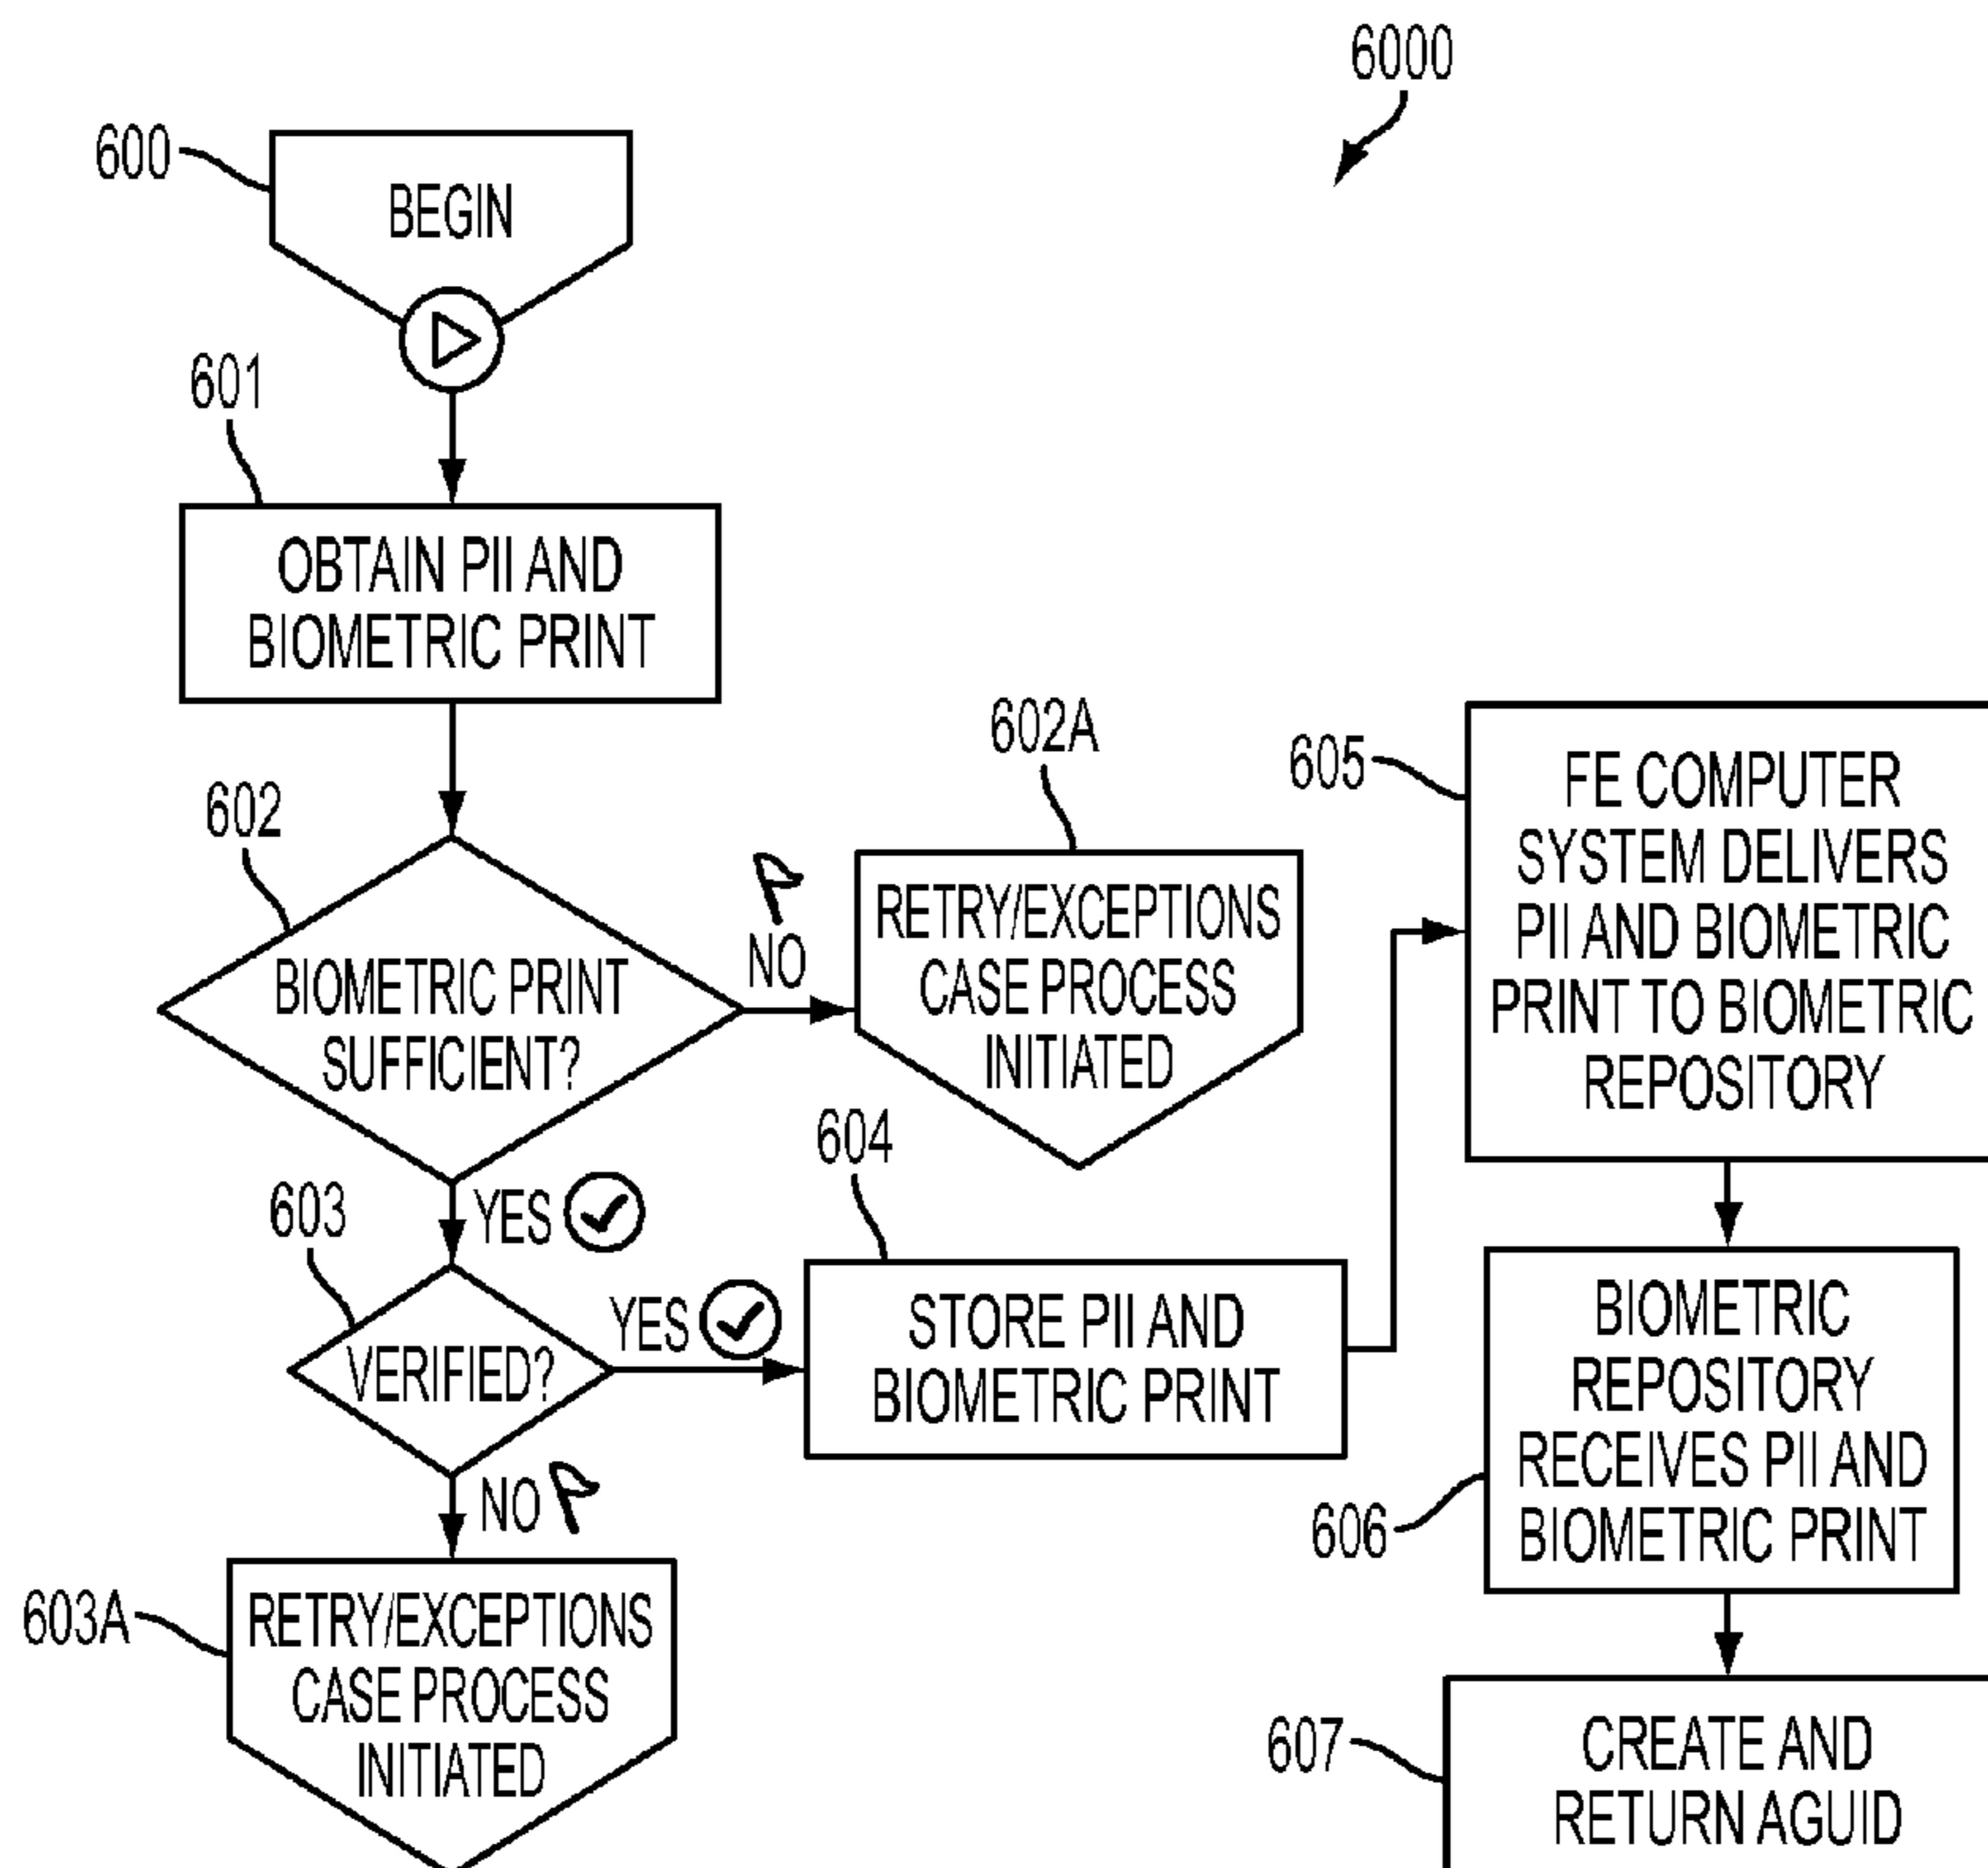 6000
600
BEGIN
601
OBTAIN PII AND
BIOMETRIC PRINT
602
BIOMETRIC PRINT
SUFFICIENT?
NO
602A
RETRY/EXCEPTIONS
CASE PROCESS
INITIATED
YES
603
VERIFIED?
YES
NO
603A
RETRY/EXCEPTIONS
CASE PROCESS
INITIATED
604
STORE PII AND
BIOMETRIC PRINT
605
FE COMPUTER
SYSTEM DELIVERS
PII AND BIOMETRIC
PRINT TO BIOMETRIC
REPOSITORY
606
BIOMETRIC
REPOSITORY
RECEIVES PII AND
BIOMETRIC PRINT
607
CREATE AND
RETURN AGUID